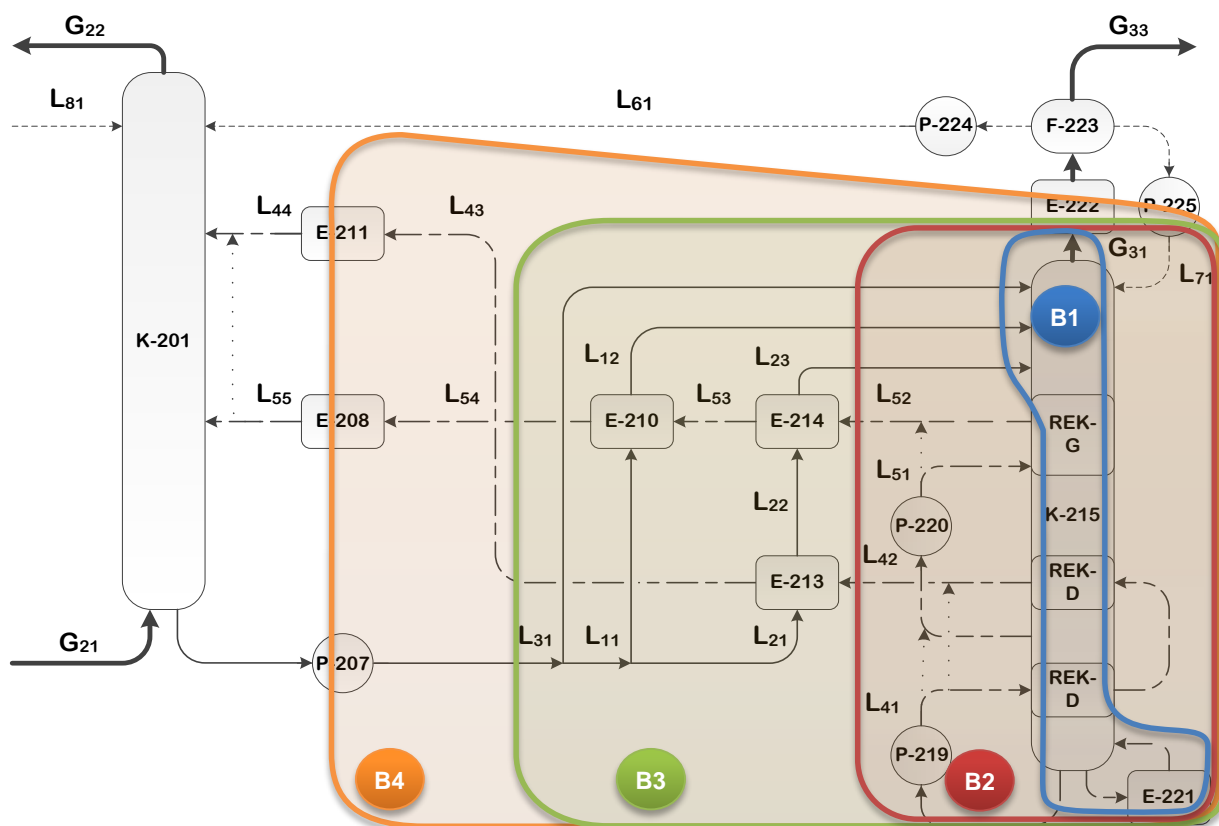 G22
G33
L81
L61
P-224
F-223
L44
E-211
L43
E-222
P-225
G31
L71
B1
K-201
L12
L23
L55
E-208
L54
E-210
L53
E-214
L52
REK-
G
L51
L22
P-220
K-215
L42
E-213
REK-
D
G21
P-207
L31
L11
L21
L41
REK-
D
P-219
B4
B3
B2
E-221